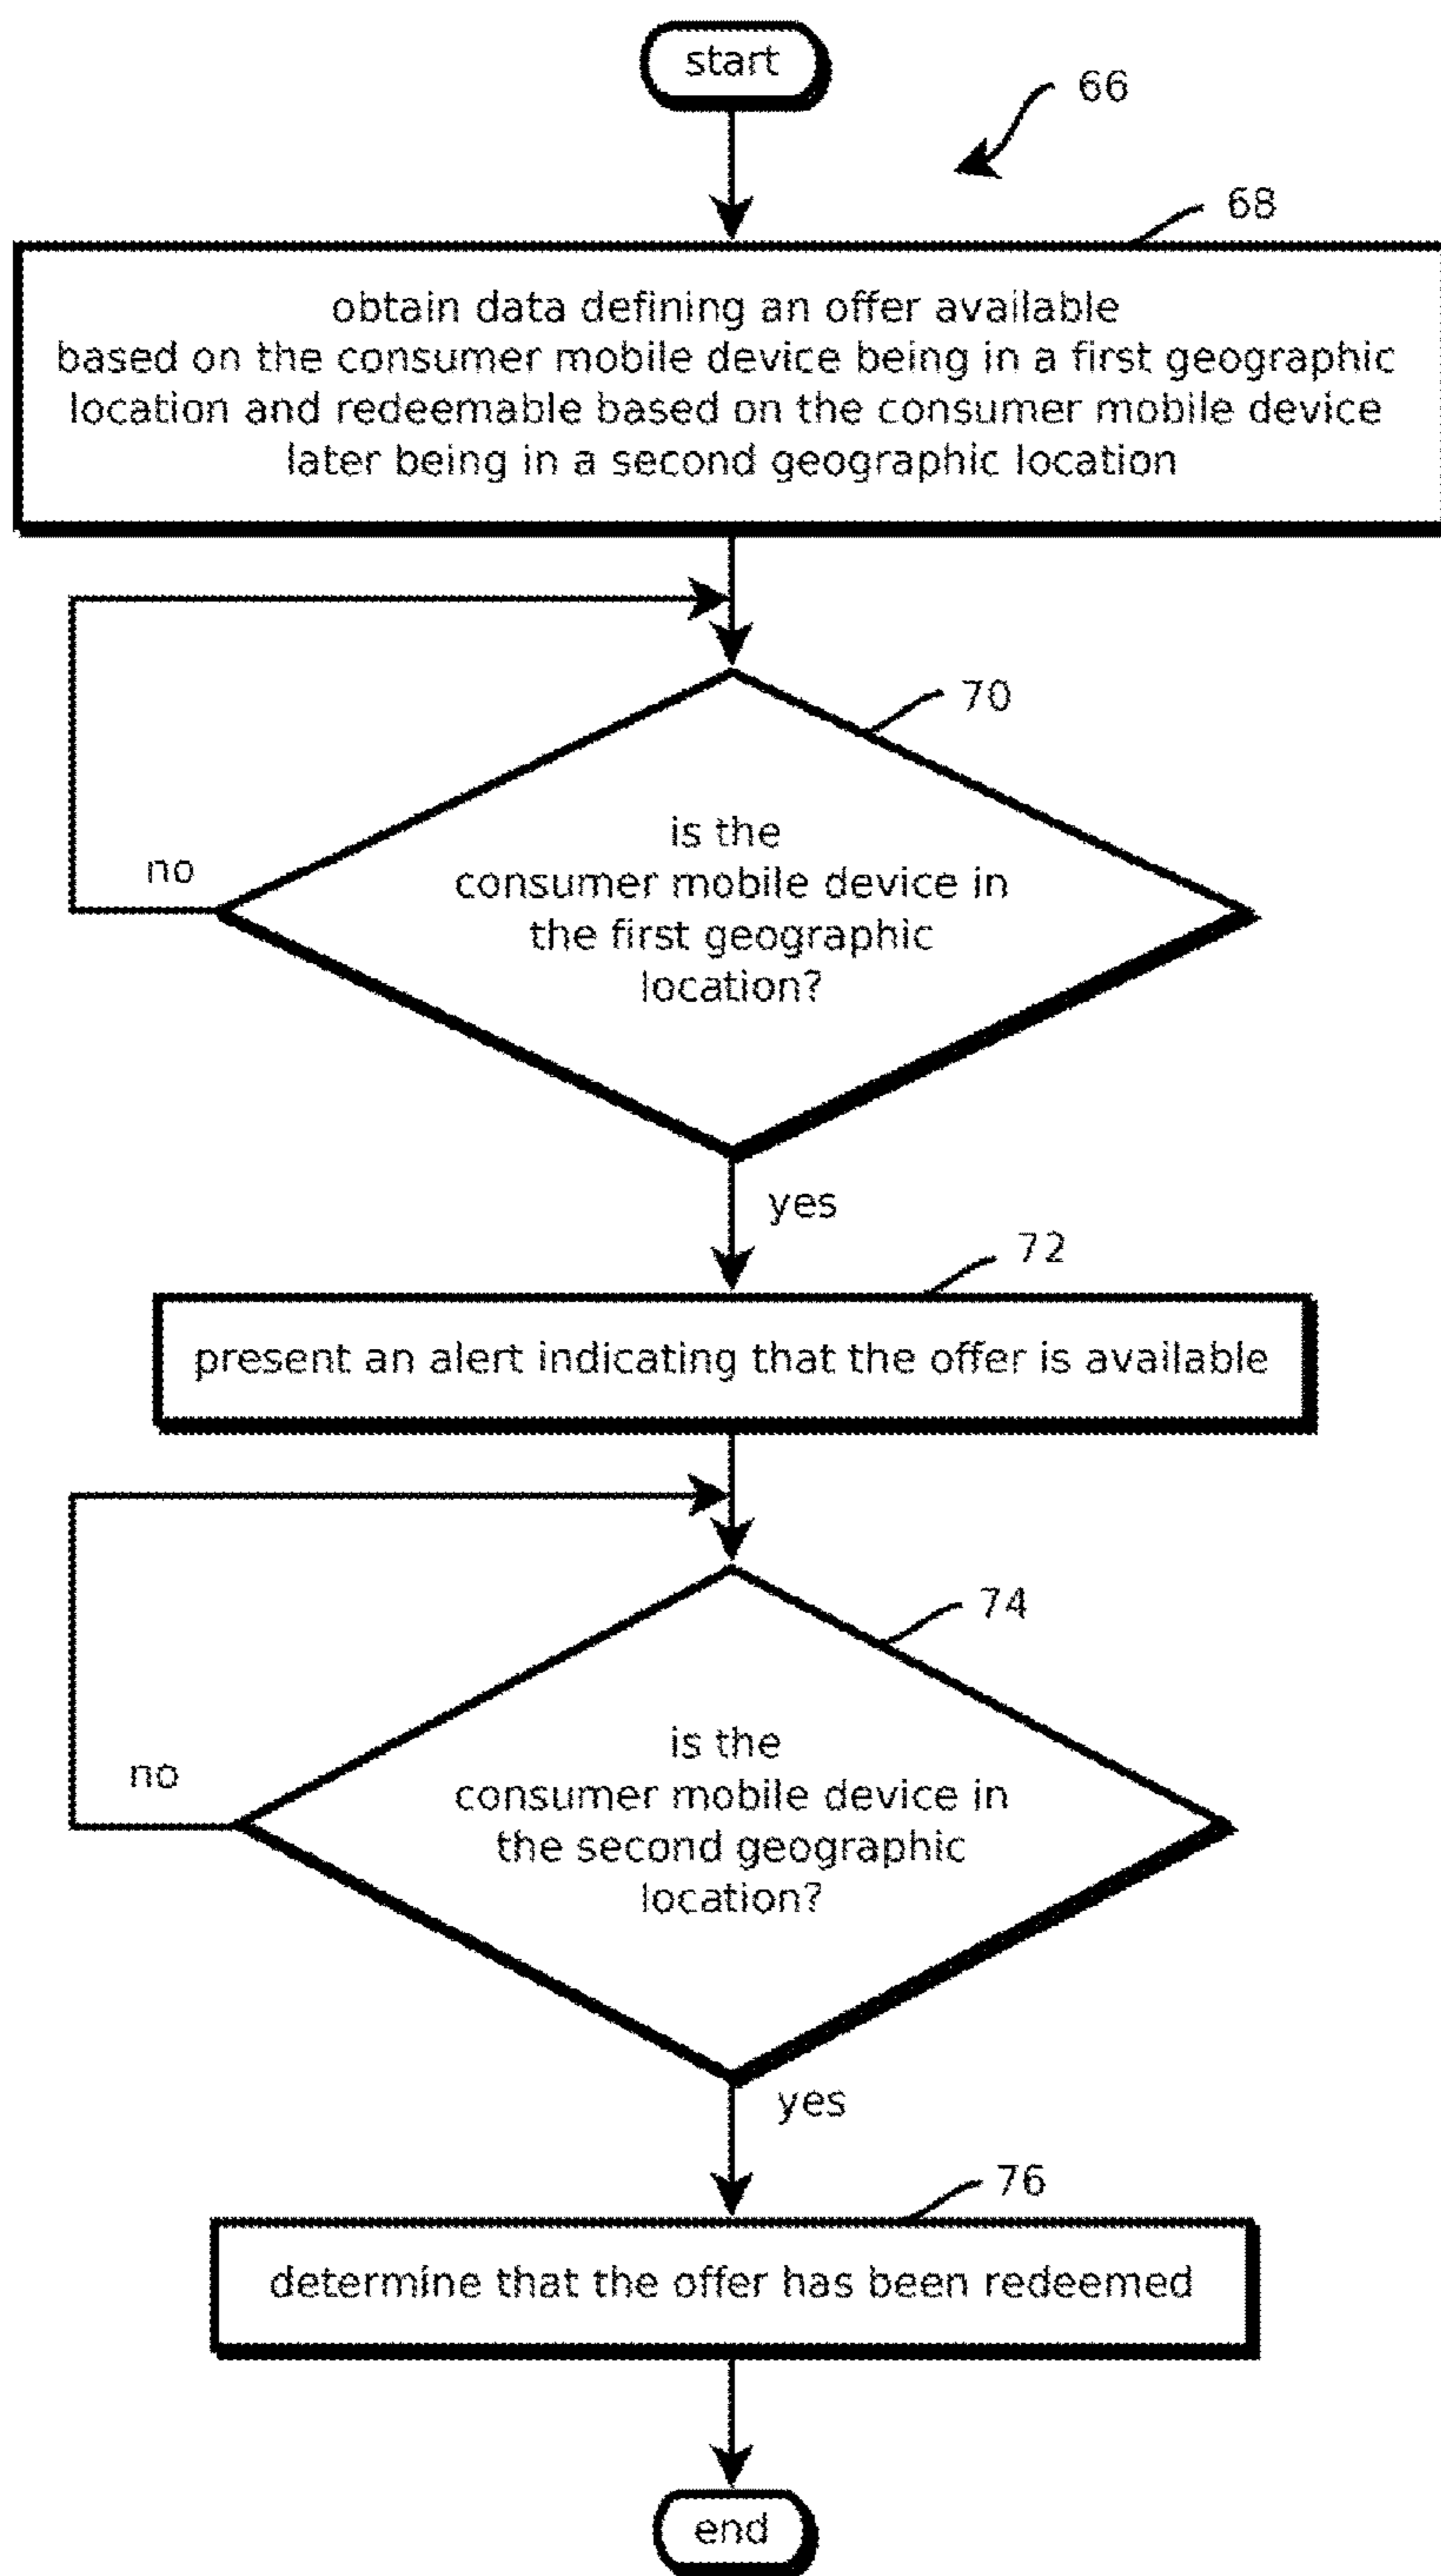 start
66
68
obtain data defining an offer available
based on the consumer mobile device being in a first geographic
location and redeemable based on the consumer mobile device
later being in a second geographic location
70
is the
consumer mobile device in
the first geographic
location?
no
yes
72
present an alert indicating that the offer is available
74
is the
consumer mobile device in
the second geographic
location?
no
yes
76
determine that the offer has been redeemed
end